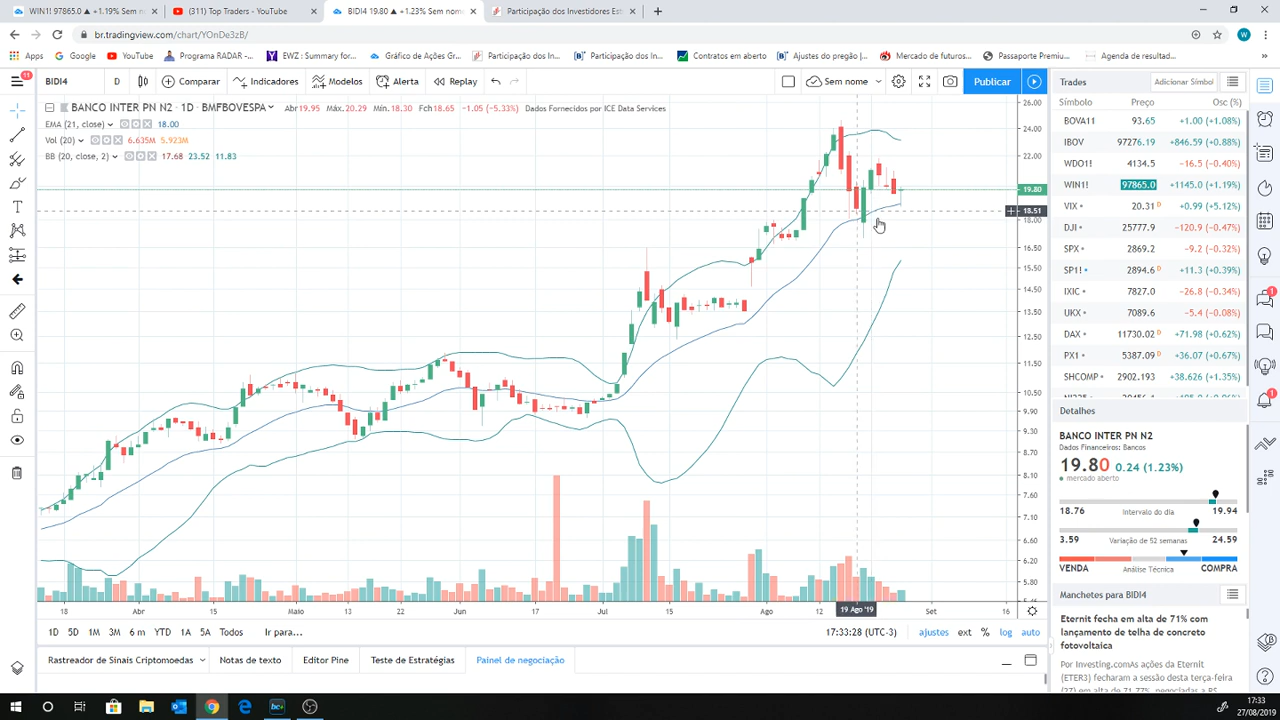 WIN1! 97865.0 ▲ +1.19% Sem nom
(311) Top Traders - YouTube
BIDI4 19.80 ▲ +1.23% Sem nom
Participação dos Investidores Est
br.tradingview.com/chart/YOnDe3zB/
Apps
Google
YouTube
Programa RADAR -...
EWZ : Summary for...
Gráfico de Ações Gr...
Participação dos In...
Participação dos In...
Contratos em aberto
Ajustes do pregão |...
Mercado de futuros...
Passaporte Premiu...
Agenda de resultad...
11
BIDI4
D
Comparar
Indicadores
Modelos
Alerta
Replay
Sem nome
Publicar
BANCO INTER PN N2 · 1D · BMFBOVESPA
Abr19.95 Máx20.29 Mín.18.30 Fch18.65 -1.05 (-5.33%) Dados Fornecidos por ICE Data Services
EMA (21, close) 18.00
Vol (20) 6.635M 5.923M
BB (20, close, 2) 17.68 23.52 11.83
26.00
24.00
22.00
19.80
18.51
18.00
16.50
15.50
14.50
13.50
12.50
11.50
10.50
9.90
9.30
8.70
8.10
7.60
7.10
6.60
6.20
5.80
18
Abr
15
Maio
13
22
Jun
17
Jul
15
Ago
12
19 Ago '19
Set
16
1D 5D 1M 3M 6 m YTD 1A 5A Todos Ir para...
17:33:28 (UTC-3)
ajustes ext % log auto
Rastreador de Sinais Criptomoedas
Notas de texto
Editor Pine
Teste de Estratégias
Painel de negociação
Trades
Adicionar Símbol
Símbolo Preço Osc (%)
BOVA11 93.65 +1.00 (+1.08%)
IBOV 97276.19 +846.59 (+0.88%)
WDO1! 4134.5 -16.5 (-0.40%)
WIN1! 97865.0 +1145.0 (+1.19%)
VIX 20.31 D +0.99 (+5.12%)
DJI 25777.9 -120.9 (-0.47%)
SPX 2869.2 -9.2 (-0.32%)
SP1! 2894.6 D +11.3 (+0.39%)
IXIC 7827.0 -26.8 (-0.34%)
UKX 7089.6 -5.4 (-0.08%)
DAX 11730.02 D +71.98 (+0.62%)
PX1 5387.09 D +36.07 (+0.67%)
SHCOMP 2902.193 +38.626 (+1.35%)
Detalhes
BANCO INTER PN N2
Dados Financeiros; Bancos
19.80 0.24 (1.23%)
mercado aberto
18.76 Intervalo do dia 19.94
3.59 Variação de 52 semanas 24.59
VENDA Análise Técnica COMPRA
Manchetes para BIDI4
Eternit fecha em alta de 71% com
lançamento de telha de concreto
fotovoltaica
Por Investing.comAs ações da Eternit
(ETER3) fecharam a sessão desta terça-feira
(27) em alta de 71,77%, negociadas a R$
1
1
17:33
27/08/2019